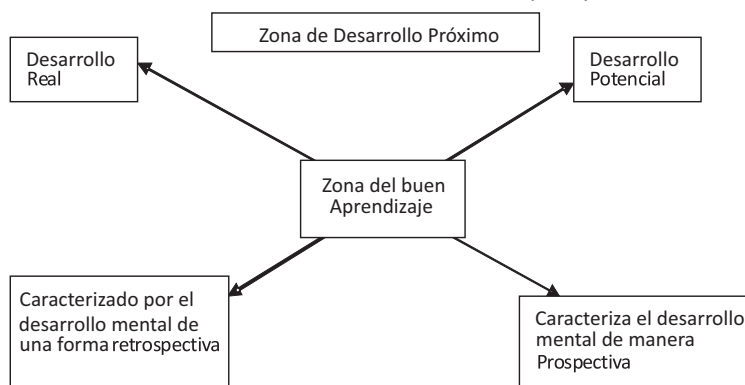 Zona de Desarrollo Próximo
Desarrollo
Real
Desarrollo
Potencial
Zona del buen
Aprendizaje
Caracterizado por el
desarrollo mental de
una forma retrospectiva
Caracteriza el desarrollo
mental de manera
Prospectiva